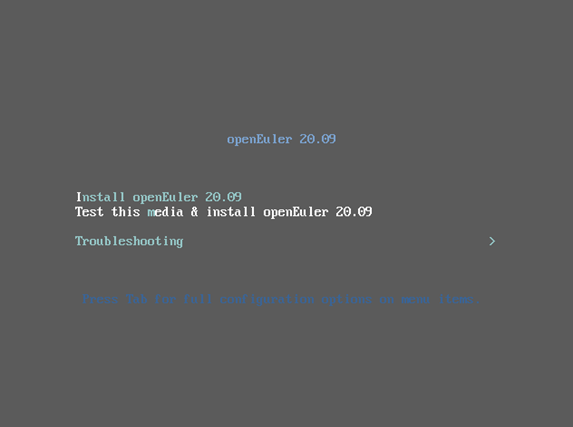 openEuler 20.09
Install openEuler 20.09
Test this media & install openEuler 20.09
Troubleshooting >
Press Tab for full configuration options on menu items.